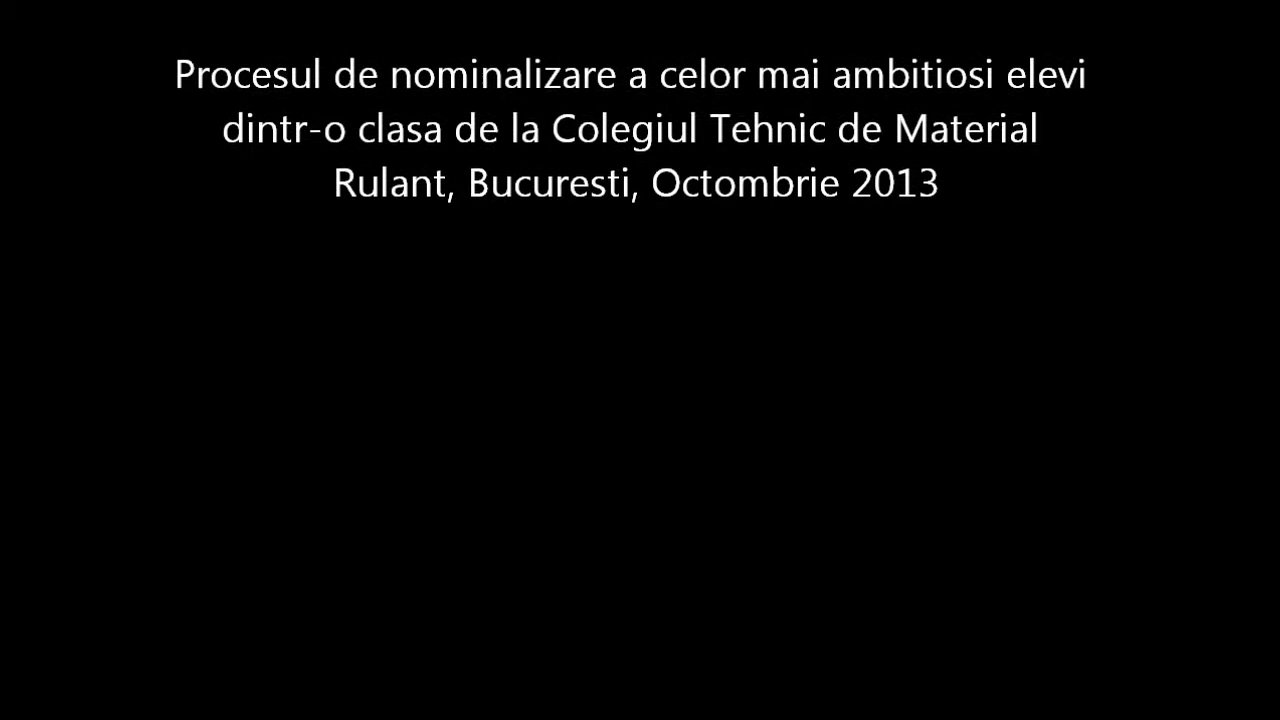 Procesul de nominalizare a celor mai ambitiosi elevi
dintr-o clasa de la Colegiul Tehnic de Material
Rulant, Bucuresti, Octombrie 2013